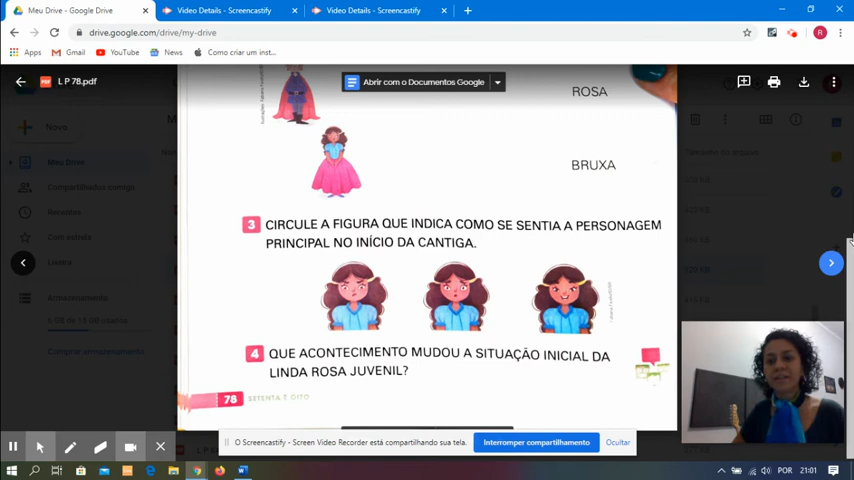 Meu Drive - Google Drive
Video Details - Screencastify
Video Details - Screencastify
drive.google.com/drive/my-drive
Apps
Gmail
YouTube
News
Como criar um inst...
L P 78.pdf
Abrir com o Documentos Google
Novo
Meu Drive
Compartilhados comigo
Recentes
Com estrela
Lixeira
Armazenamento
Comprar armazenamento
Tamanho do arquivo
ROSA
BRUXA
3 CIRCULE A FIGURA QUE INDICA COMO SE SENTIA A PERSONAGEM
PRINCIPAL NO INÍCIO DA CANTIGA.
4 QUE ACONTECIMENTO MUDOU A SITUAÇÃO INICIAL DA
LINDA ROSA JUVENIL?
78 SETENTA E OITO
O Screencastify - Screen Video Recorder está compartilhando sua tela.
Interromper compartilhamento
Ocultar
POR
21:01